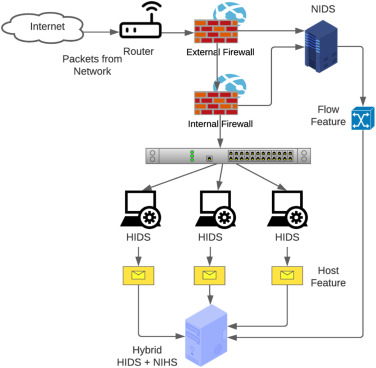 Internet
NIDS
Router
External Firewall
Packets from
Network
Flow
Feature
Internal Firewall
HIDS
HIDS
HIDS
Host
Feature
Hybrid
HIDS + NIHS